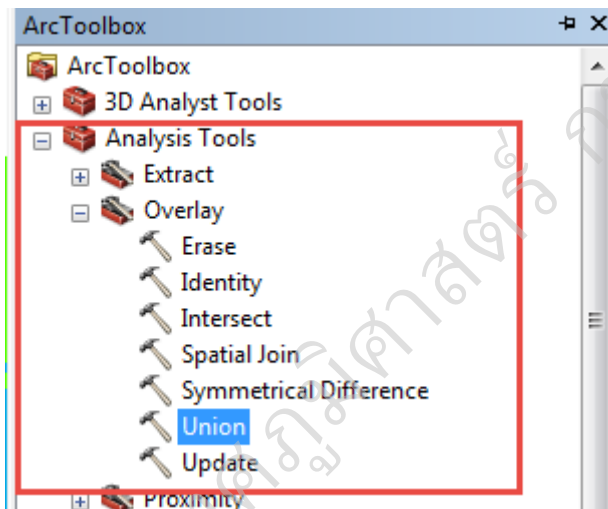 ArcToolbox
ArcToolbox
3D Analyst Tools
Analysis Tools
Extract
Overlay
Erase
Identity
Intersect
Spatial Join
Symmetrical Difference
Union
Update
Proximity